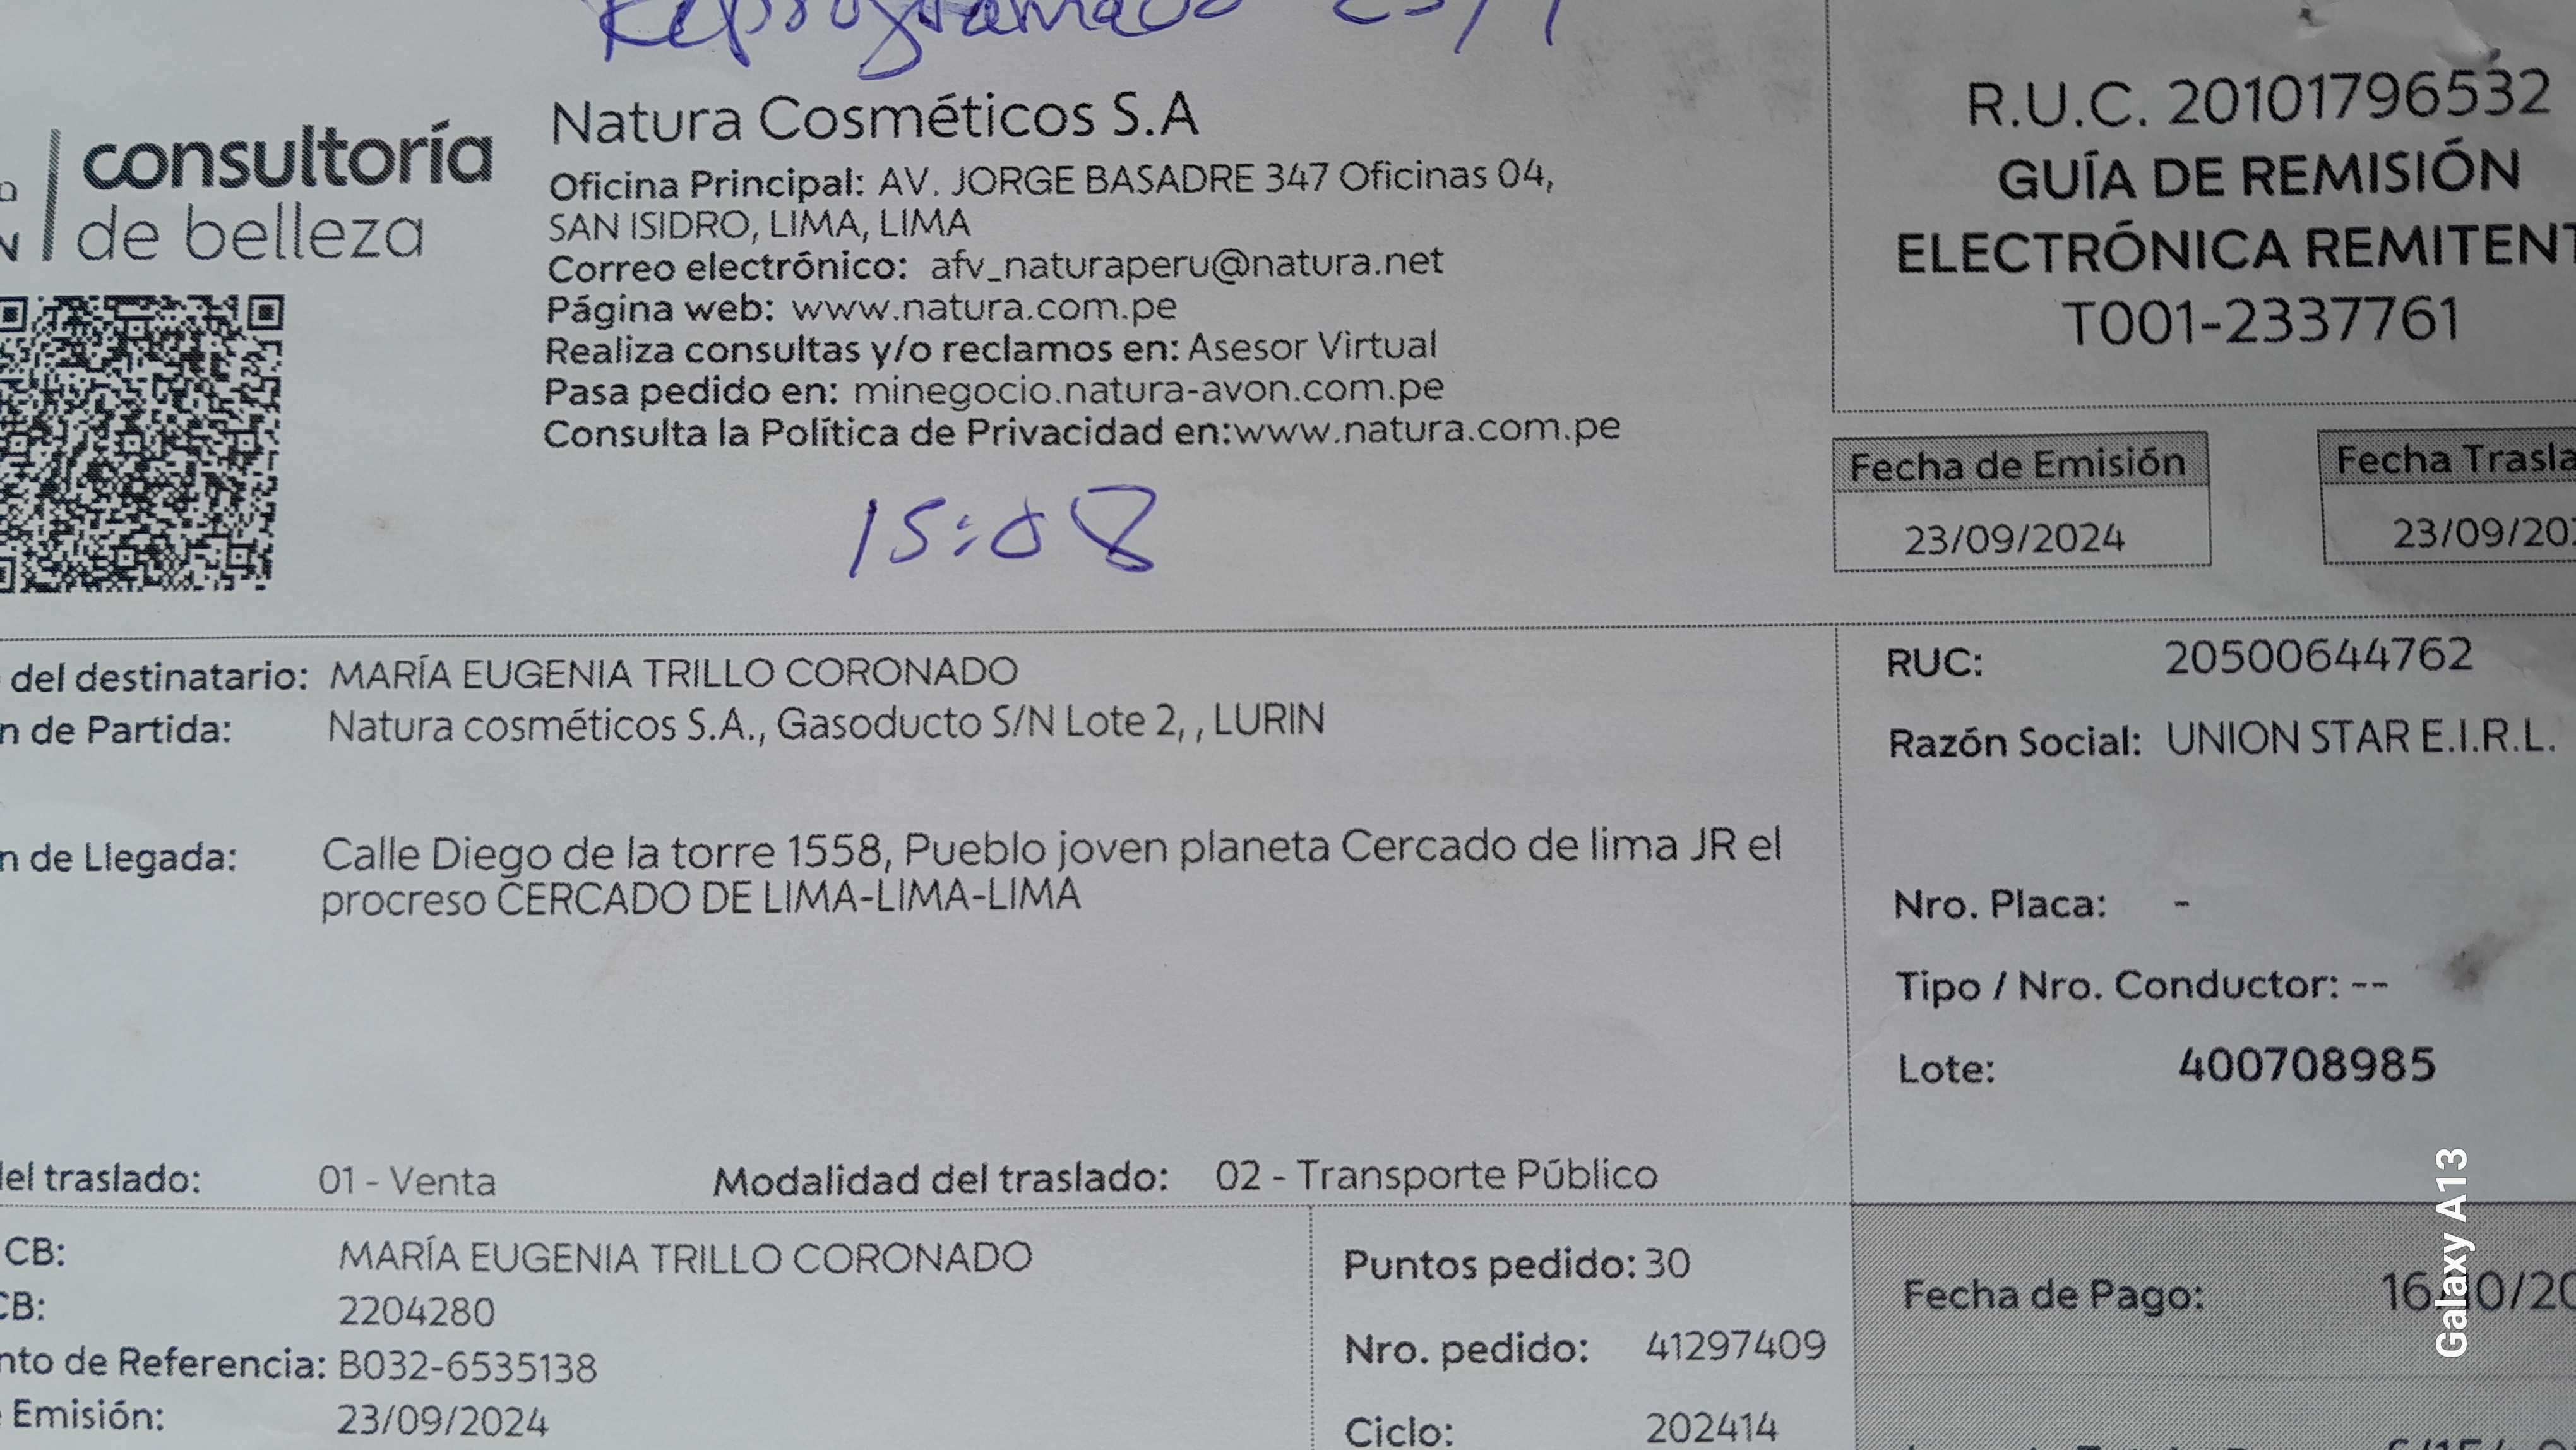 Reprogramado
R.U.C. 20101796532
GUÍA DE REMISIÓN
ELECTRÓNICA REMITENT
T001-2337761
consultoría
de belleza
Natura Cosméticos S.A
Oficina Principal: AV. JORGE BASADRE 347 Oficinas 04,
SAN ISIDRO, LIMA, LIMA
Correo electrónico: afv_naturaperu@natura.net
Página web: www.natura.com.pe
Realiza consultas y/o reclamos en: Asesor Virtual
Pasa pedido en: minegocio.natura-avon.com.pe
Consulta la Política de Privacidad en:www.natura.com.pe
15:08
Fecha de Emisión
23/09/2024
Fecha Trasla
23/09/202
del destinatario: MARÍA EUGENIA TRILLO CORONADO
n de Partida: Natura cosméticos S.A., Gasoducto S/N Lote 2, , LURIN
n de Llegada: Calle Diego de la torre 1558, Pueblo joven planeta Cercado de lima JR el
procreso CERCADO DE LIMA-LIMA-LIMA
del traslado: 01 - Venta Modalidad del traslado: 02 - Transporte Público
RUC: 20500644762
Razón Social: UNION STAR E.I.R.L.
Nro. Placa: -
Tipo / Nro. Conductor: --
Lote: 400708985
CB: MARÍA EUGENIA TRILLO CORONADO
CB: 2204280
nto de Referencia: B032-6535138
Emisión: 23/09/2024
Puntos pedido: 30
Nro. pedido: 41297409
Ciclo: 202414
Fecha de Pago:
Galaxy A13